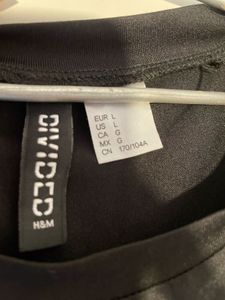 DIVIDED
H&M
EUR L
US L
CA G
MX G
CN 170/104A